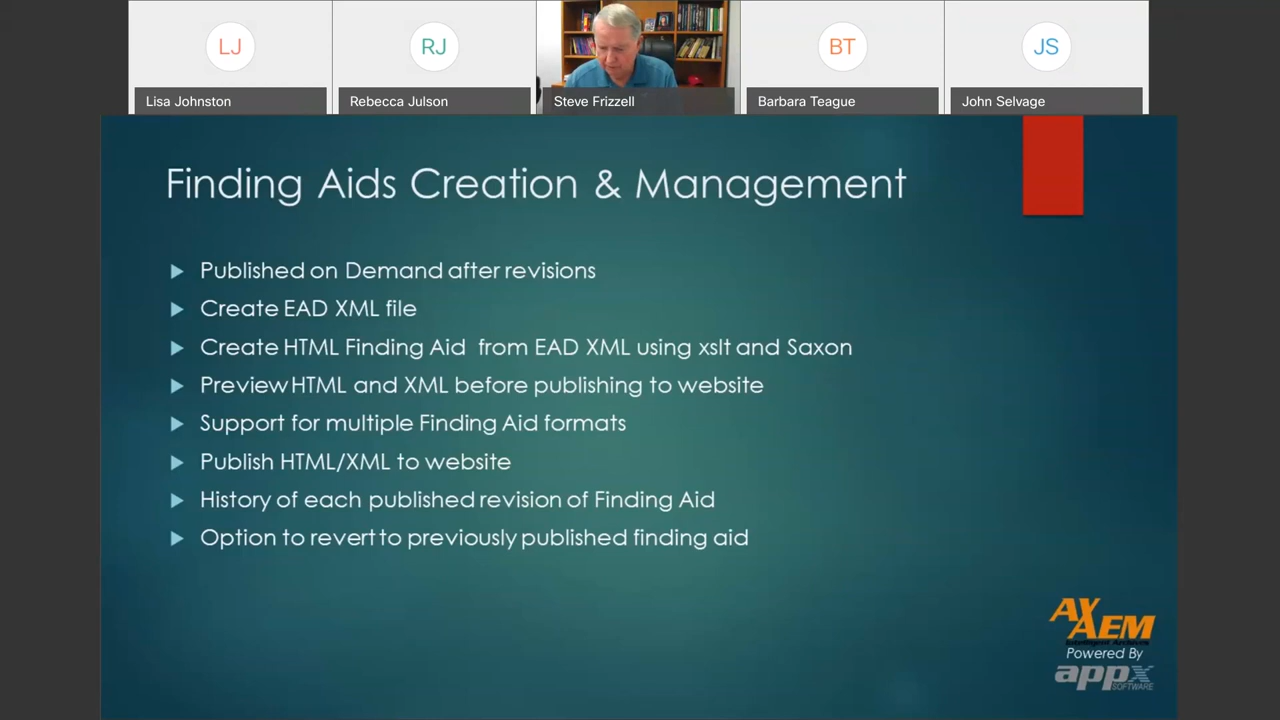 LJ
RJ
BT
JS
Lisa Johnston
Rebecca Julson
Steve Frizzell
Barbara Teague
John Selvage
Finding Aids Creation & Management
Published on Demand after revisions
Create EAD XML file
Create HTML Finding Aid from EAD XML using xslt and Saxon
Preview HTML and XML before publishing to website
Support for multiple Finding Aid formats
Publish HTML/XML to website
History of each published revision of Finding Aid
Option to revert to previously published finding aid
AXAEM
Intelligent Archives
Powered By
appx
SOFTWARE